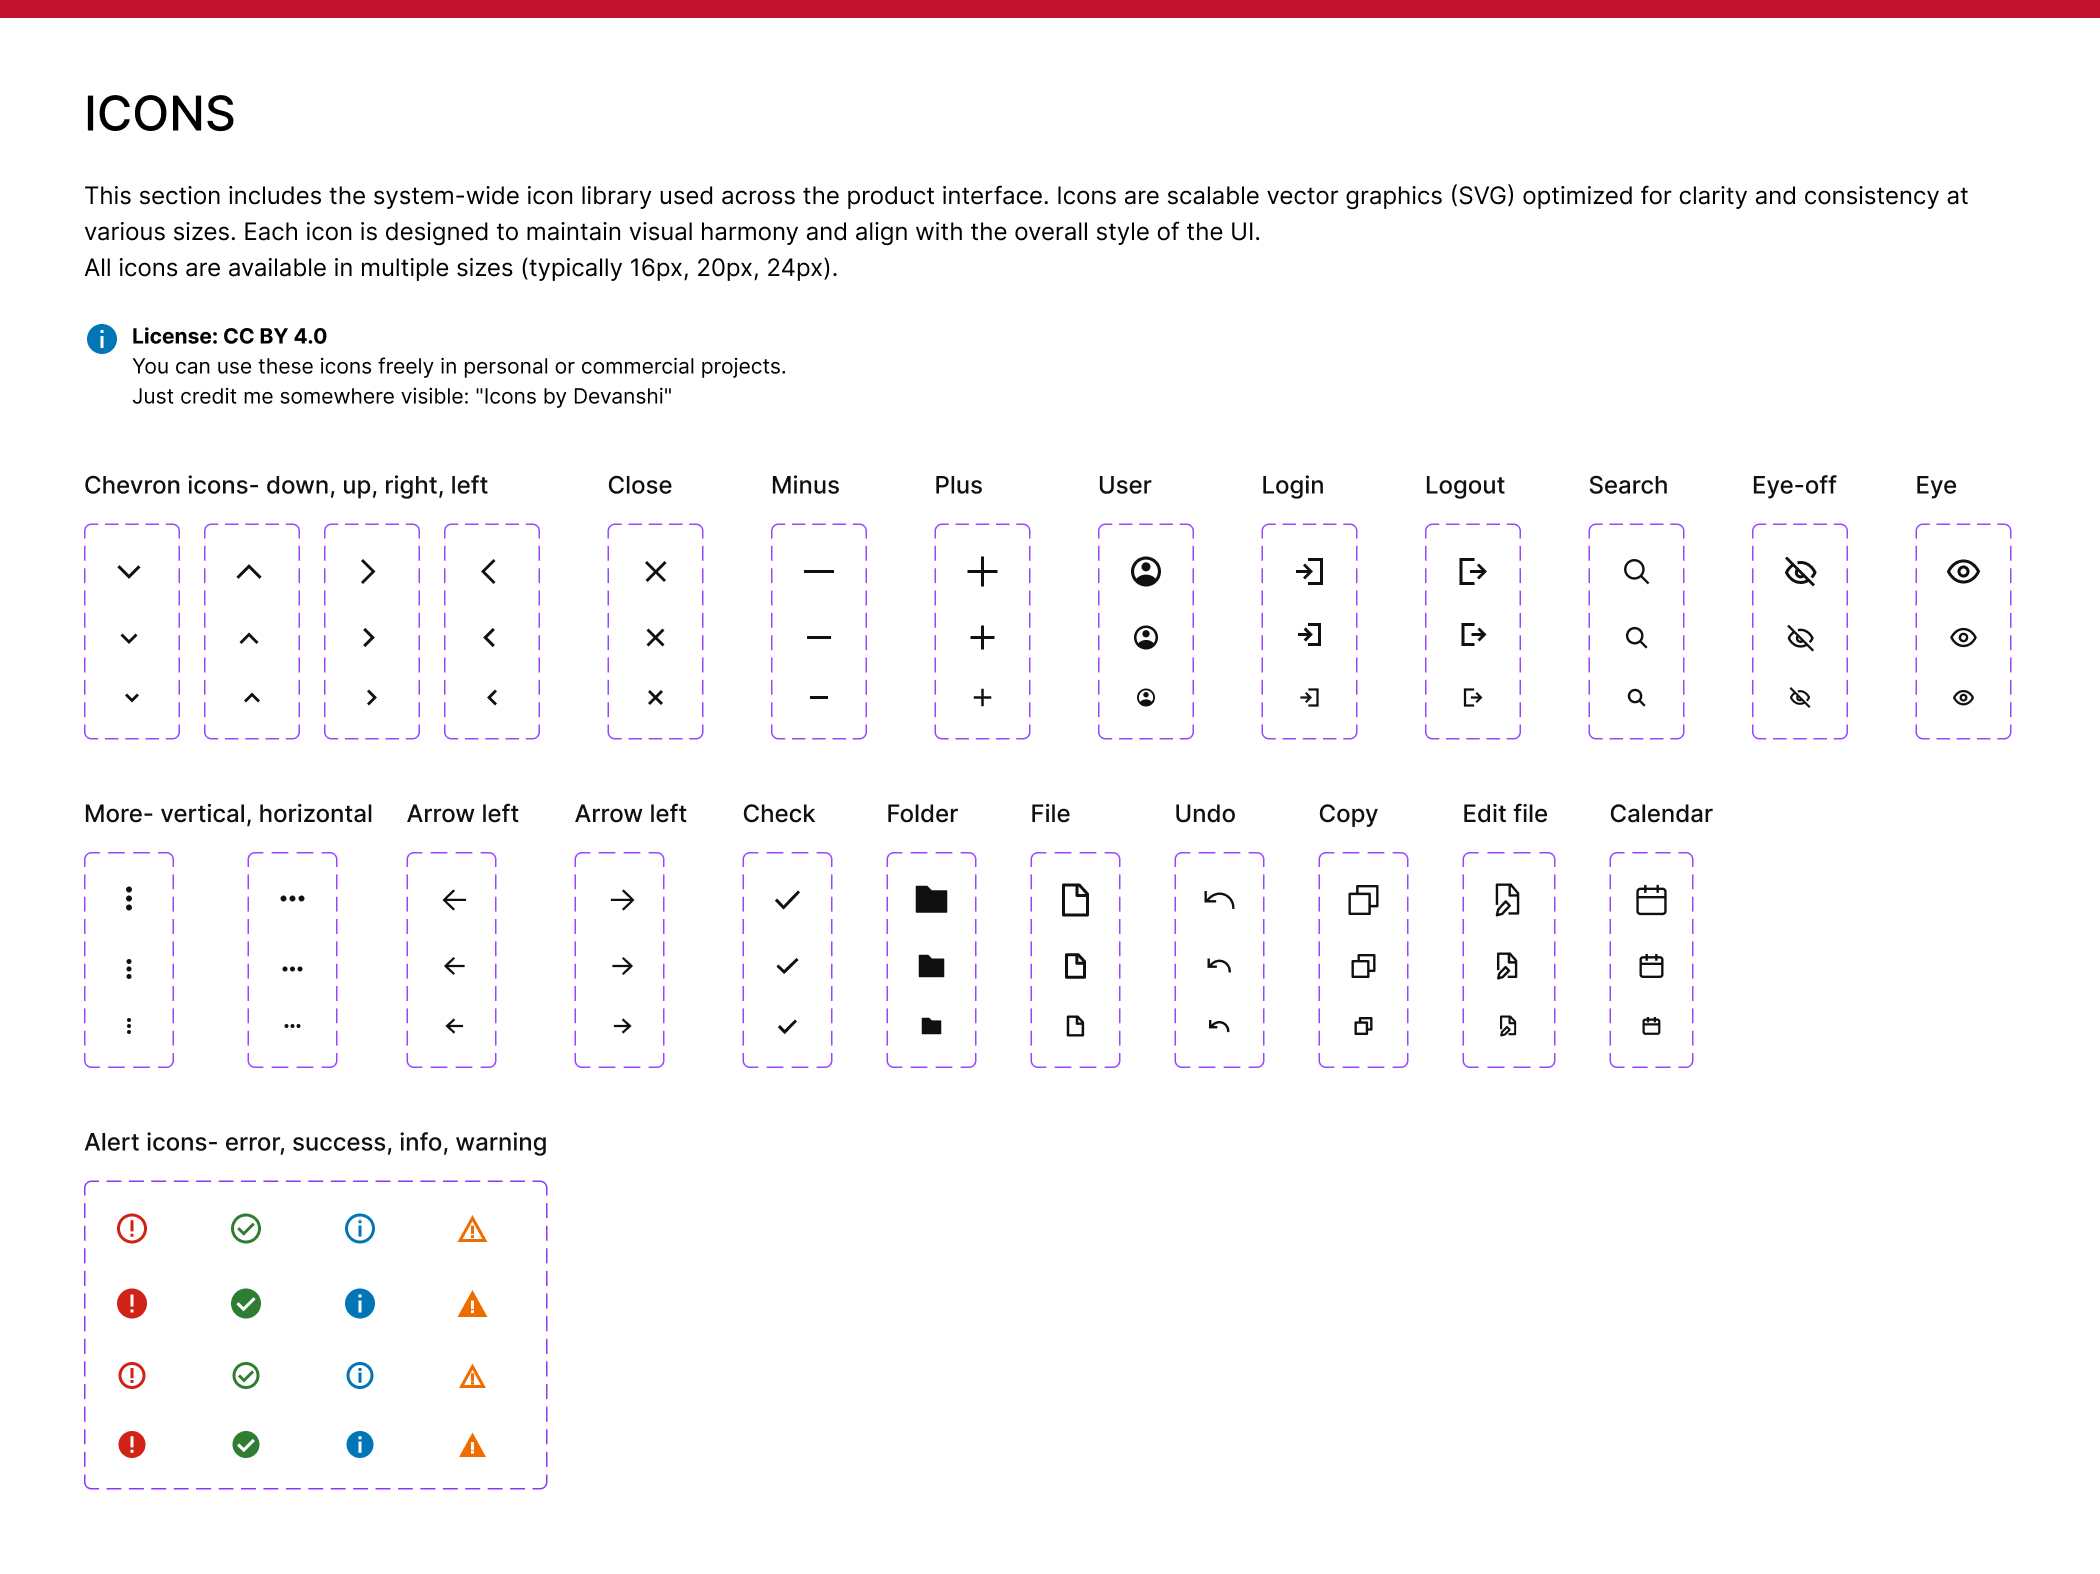 ICONS
This section includes the system-wide icon library used across the product interface. Icons are scalable vector graphics (SVG) optimized for clarity and consistency at
various sizes. Each icon is designed to maintain visual harmony and align with the overall style of the UI.
All icons are available in multiple sizes (typically 16px, 20px, 24px).
License: CC BY 4.0
You can use these icons freely in personal or commercial projects.
Just credit me somewhere visible: "Icons by Devanshi"
Chevron icons- down, up, right, left
Close
Minus
Plus
User
Login
Logout
Search
Eye-off
Eye
More- vertical, horizontal
Arrow left
Arrow left
Check
Folder
File
Undo
Copy
Edit file
Calendar
Alert icons- error, success, info, warning